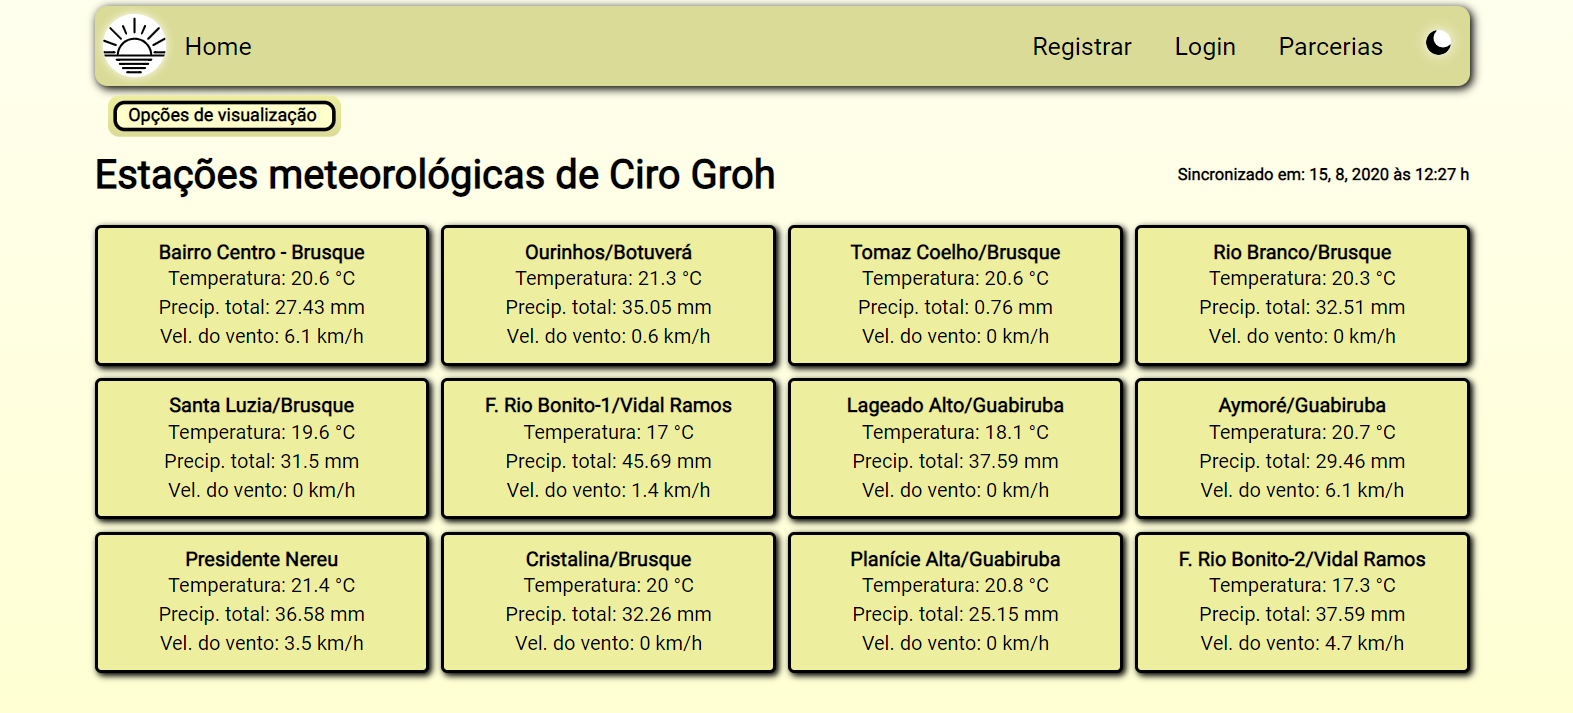 Home
Registrar
Login
Parcerias
Opções de visualização
Estações meteorológicas de Ciro Groh
Sincronizado em: 15, 8, 2020 às 12:27 h
Bairro Centro - Brusque
Temperatura: 20.6 °C
Precip. total: 27.43 mm
Vel. do vento: 6.1 km/h
Ourinhos/Botuverá
Temperatura: 21.3 °C
Precip. total: 35.05 mm
Vel. do vento: 0.6 km/h
Tomaz Coelho/Brusque
Temperatura: 20.6 °C
Precip. total: 0.76 mm
Vel. do vento: 0 km/h
Rio Branco/Brusque
Temperatura: 20.3 °C
Precip. total: 32.51 mm
Vel. do vento: 0 km/h
Santa Luzia/Brusque
Temperatura: 19.6 °C
Precip. total: 31.5 mm
Vel. do vento: 0 km/h
F. Rio Bonito-1/Vidal Ramos
Temperatura: 17 °C
Precip. total: 45.69 mm
Vel. do vento: 1.4 km/h
Lageado Alto/Guabiruba
Temperatura: 18.1 °C
Precip. total: 37.59 mm
Vel. do vento: 0 km/h
Aymoré/Guabiruba
Temperatura: 20.7 °C
Precip. total: 29.46 mm
Vel. do vento: 6.1 km/h
Presidente Nereu
Temperatura: 21.4 °C
Precip. total: 36.58 mm
Vel. do vento: 3.5 km/h
Cristalina/Brusque
Temperatura: 20 °C
Precip. total: 32.26 mm
Vel. do vento: 0 km/h
Planície Alta/Guabiruba
Temperatura: 20.8 °C
Precip. total: 25.15 mm
Vel. do vento: 0 km/h
F. Rio Bonito-2/Vidal Ramos
Temperatura: 17.3 °C
Precip. total: 37.59 mm
Vel. do vento: 4.7 km/h